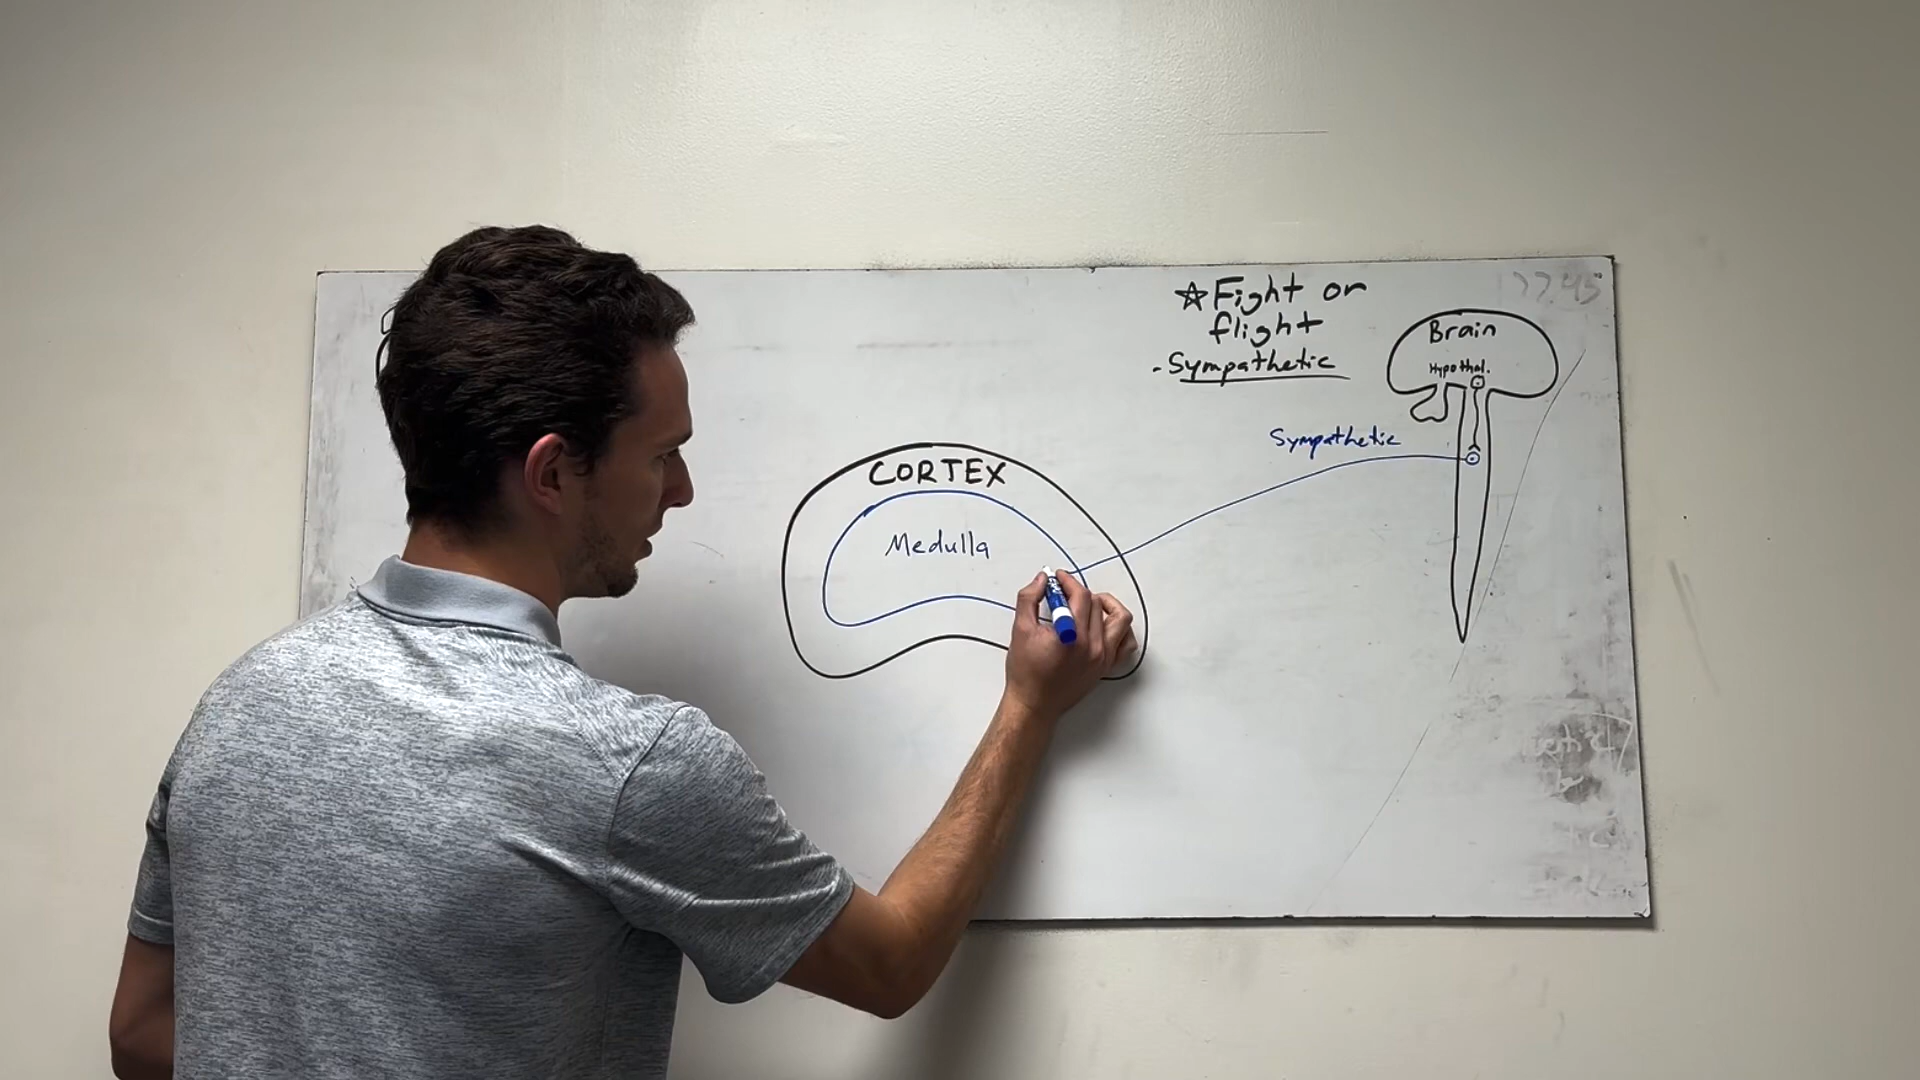 ☆Fight or
flight
- Sympathetic
Brain
Hypothal.
Sympathetic
CORTEX
Medulla